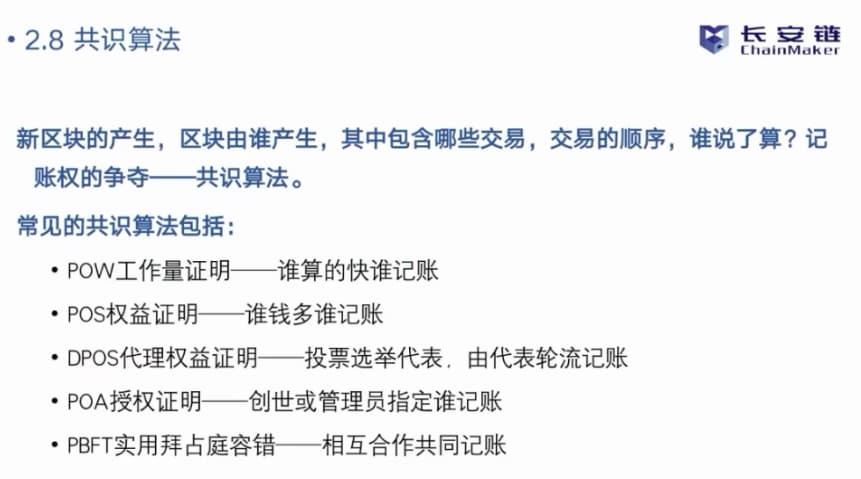 • 2.8 共识算法
长安链
ChainMaker
新区块的产生，区块由谁产生，其中包含哪些交易，交易的顺序，谁说了算？记
账权的争夺——共识算法。
常见的共识算法包括：
• POW工作量证明——谁算的快谁记账
• POS权益证明——谁钱多谁记账
• DPOS代理权益证明——投票选举代表，由代表轮流记账
• POA授权证明——创世或管理员指定谁记账
• PBFT实用拜占庭容错——相互合作共同记账